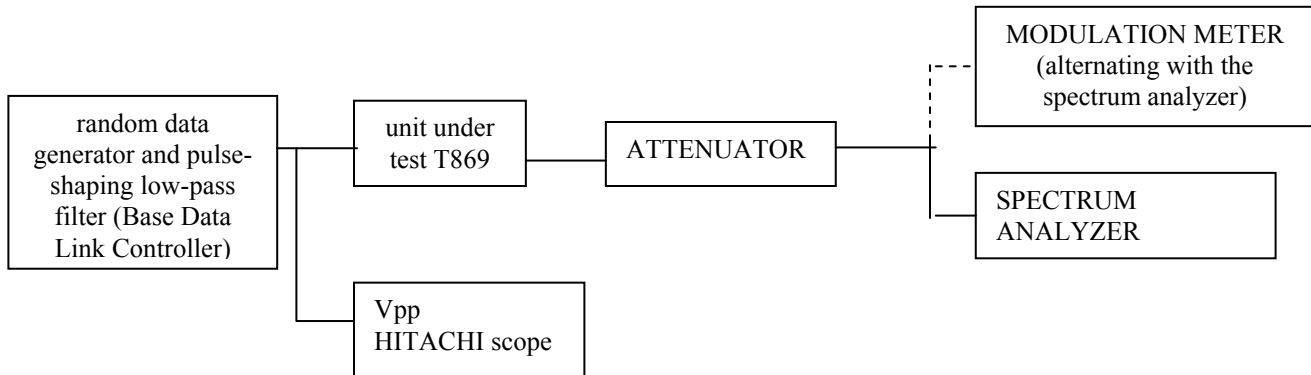 random data
generator and pulse-
shaping low-pass
filter (Base Data
Link Controller)
unit under
test T869
Vpp
HITACHI scope
ATTENUATOR
MODULATION METER
(alternating with the
spectrum analyzer)
SPECTRUM
ANALYZER